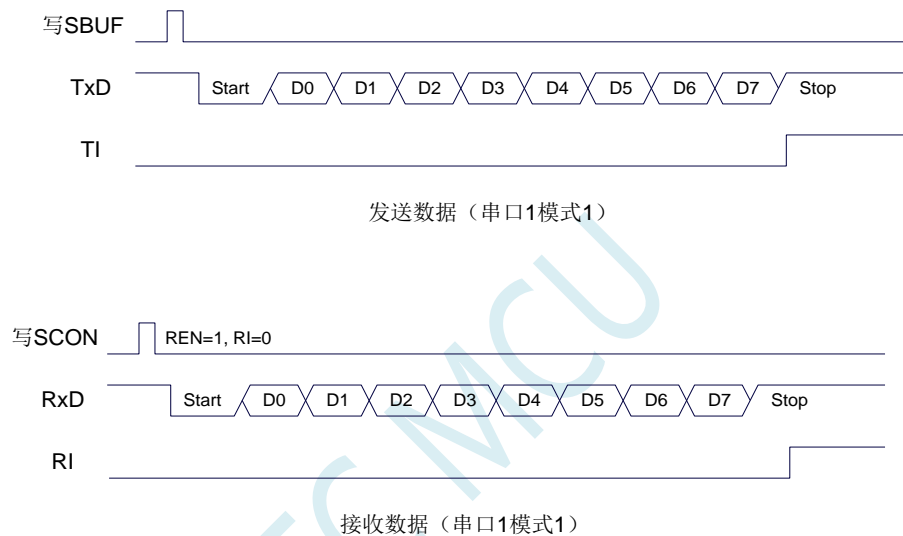 写SBUF
TxD Start D0 D1 D2 D3 D4 D5 D6 D7 Stop
TI
发送数据（串口1模式1）
写SCON REN=1, RI=0
RxD Start D0 D1 D2 D3 D4 D5 D6 D7 Stop
RI
接收数据（串口1模式1）
MCU